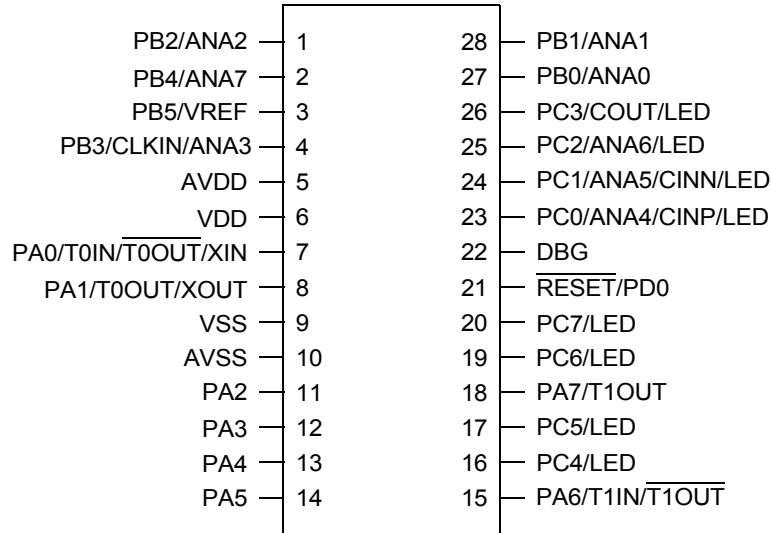 PB2/ANA2 1 28 PB1/ANA1
PB4/ANA7 2 27 PB0/ANA0
PB5/VREF 3 26 PC3/COUT/LED
PB3/CLKIN/ANA3 4 25 PC2/ANA6/LED
AVDD 5 24 PC1/ANA5/CINN/LED
VDD 6 23 PC0/ANA4/CINP/LED
PA0/T0IN/T̅0̅O̅U̅T̅/XIN 7 22 DBG
PA1/T0OUT/XOUT 8 21 R̅E̅S̅E̅T̅/PD0
VSS 9 20 PC7/LED
AVSS 10 19 PC6/LED
PA2 11 18 PA7/T1OUT
PA3 12 17 PC5/LED
PA4 13 16 PC4/LED
PA5 14 15 PA6/T1IN/T̅1̅O̅U̅T̅